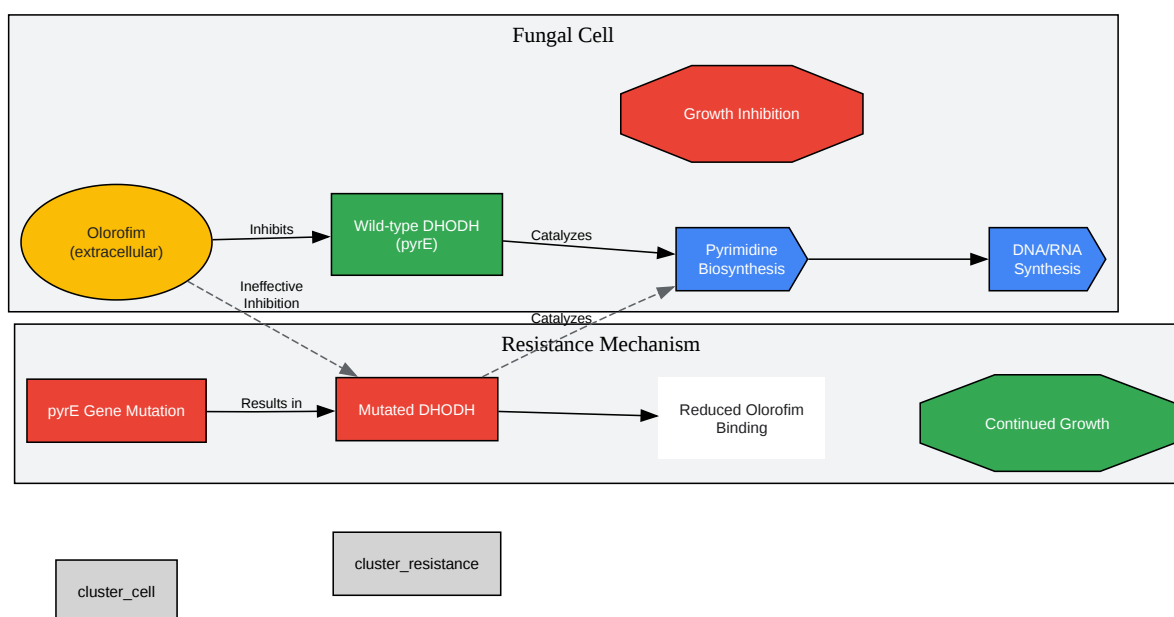 Fungal Cell
Growth Inhibition
Olorofim
(extracellular)
Inhibits
Wild-type DHODH
(pyrE)
Catalyzes
Pyrimidine
Biosynthesis
DNA/RNA
Synthesis
Ineffective
Inhibition
Catalyzes
Resistance Mechanism
pyrE Gene Mutation
Results in
Mutated DHODH
Reduced Olorofim
Binding
Continued Growth
cluster_resistance
cluster_cell